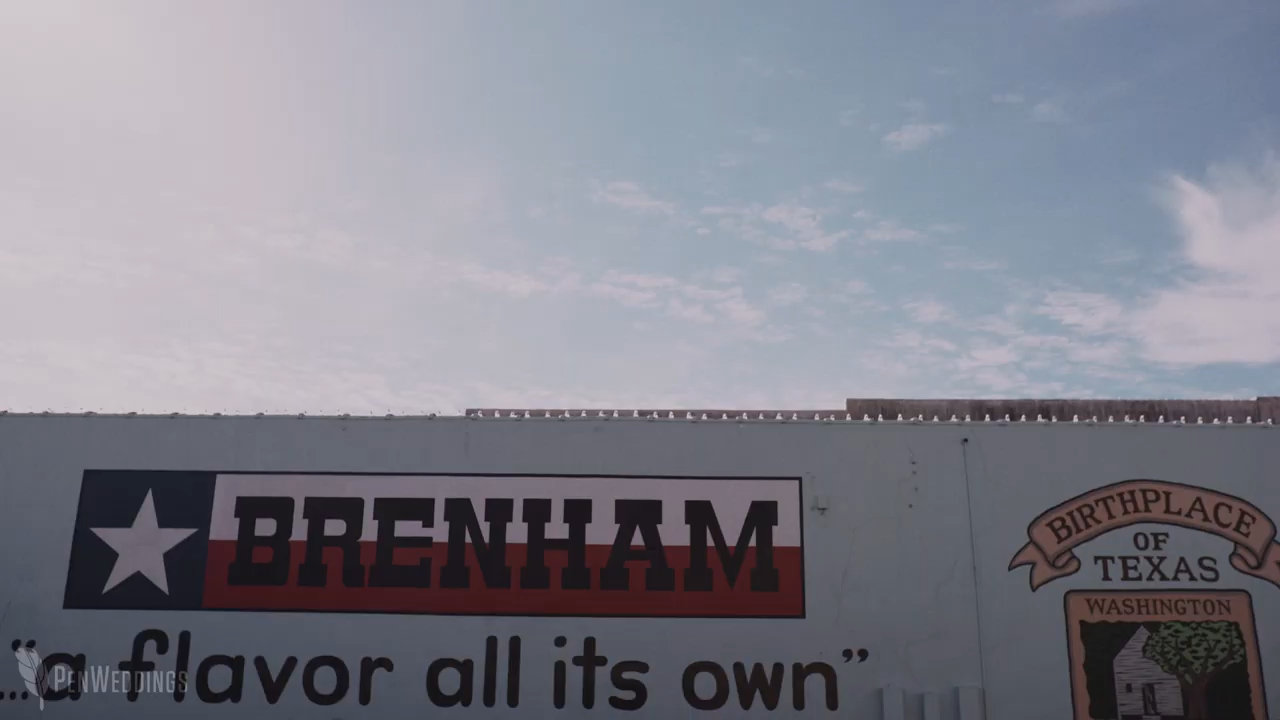 BRENHAM
..."a flavor all its own"
BIRTHPLACE
OF
TEXAS
WASHINGTON
PENWEDDINGS